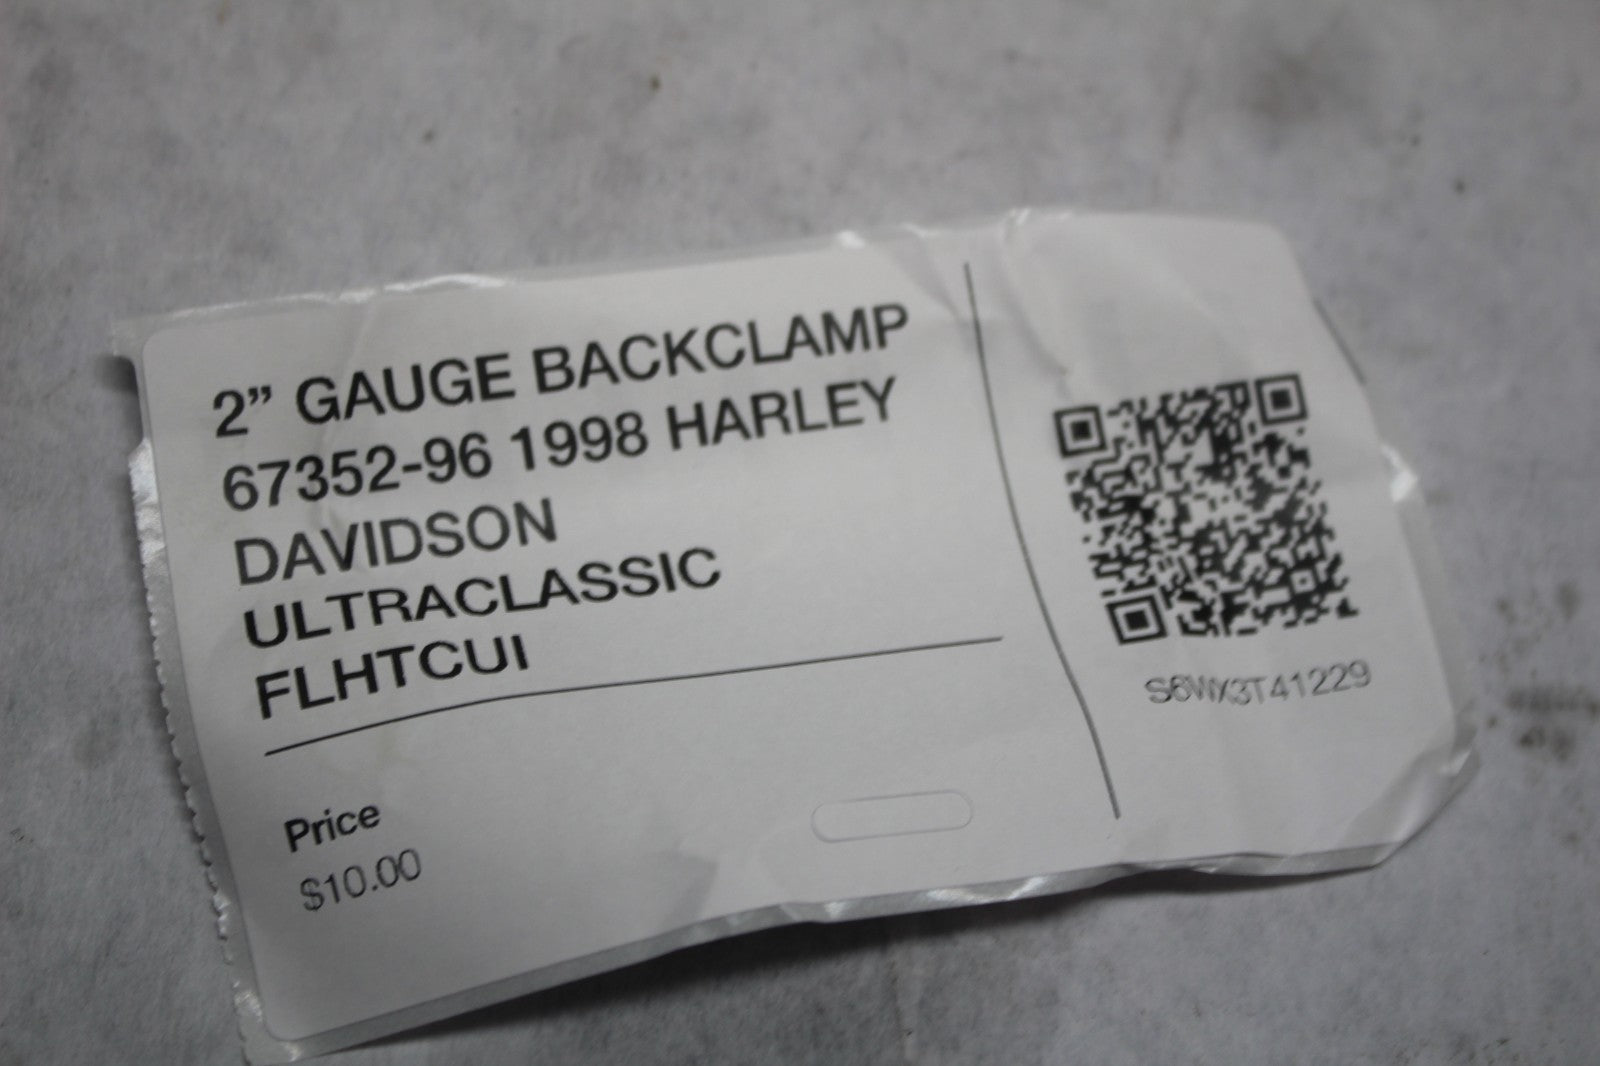 2” GAUGE BACKCLAMP
67352-96 1998 HARLEY
DAVIDSON
ULTRACLASSIC
FLHTCUI
Price
$10.00
S6WX3T41229